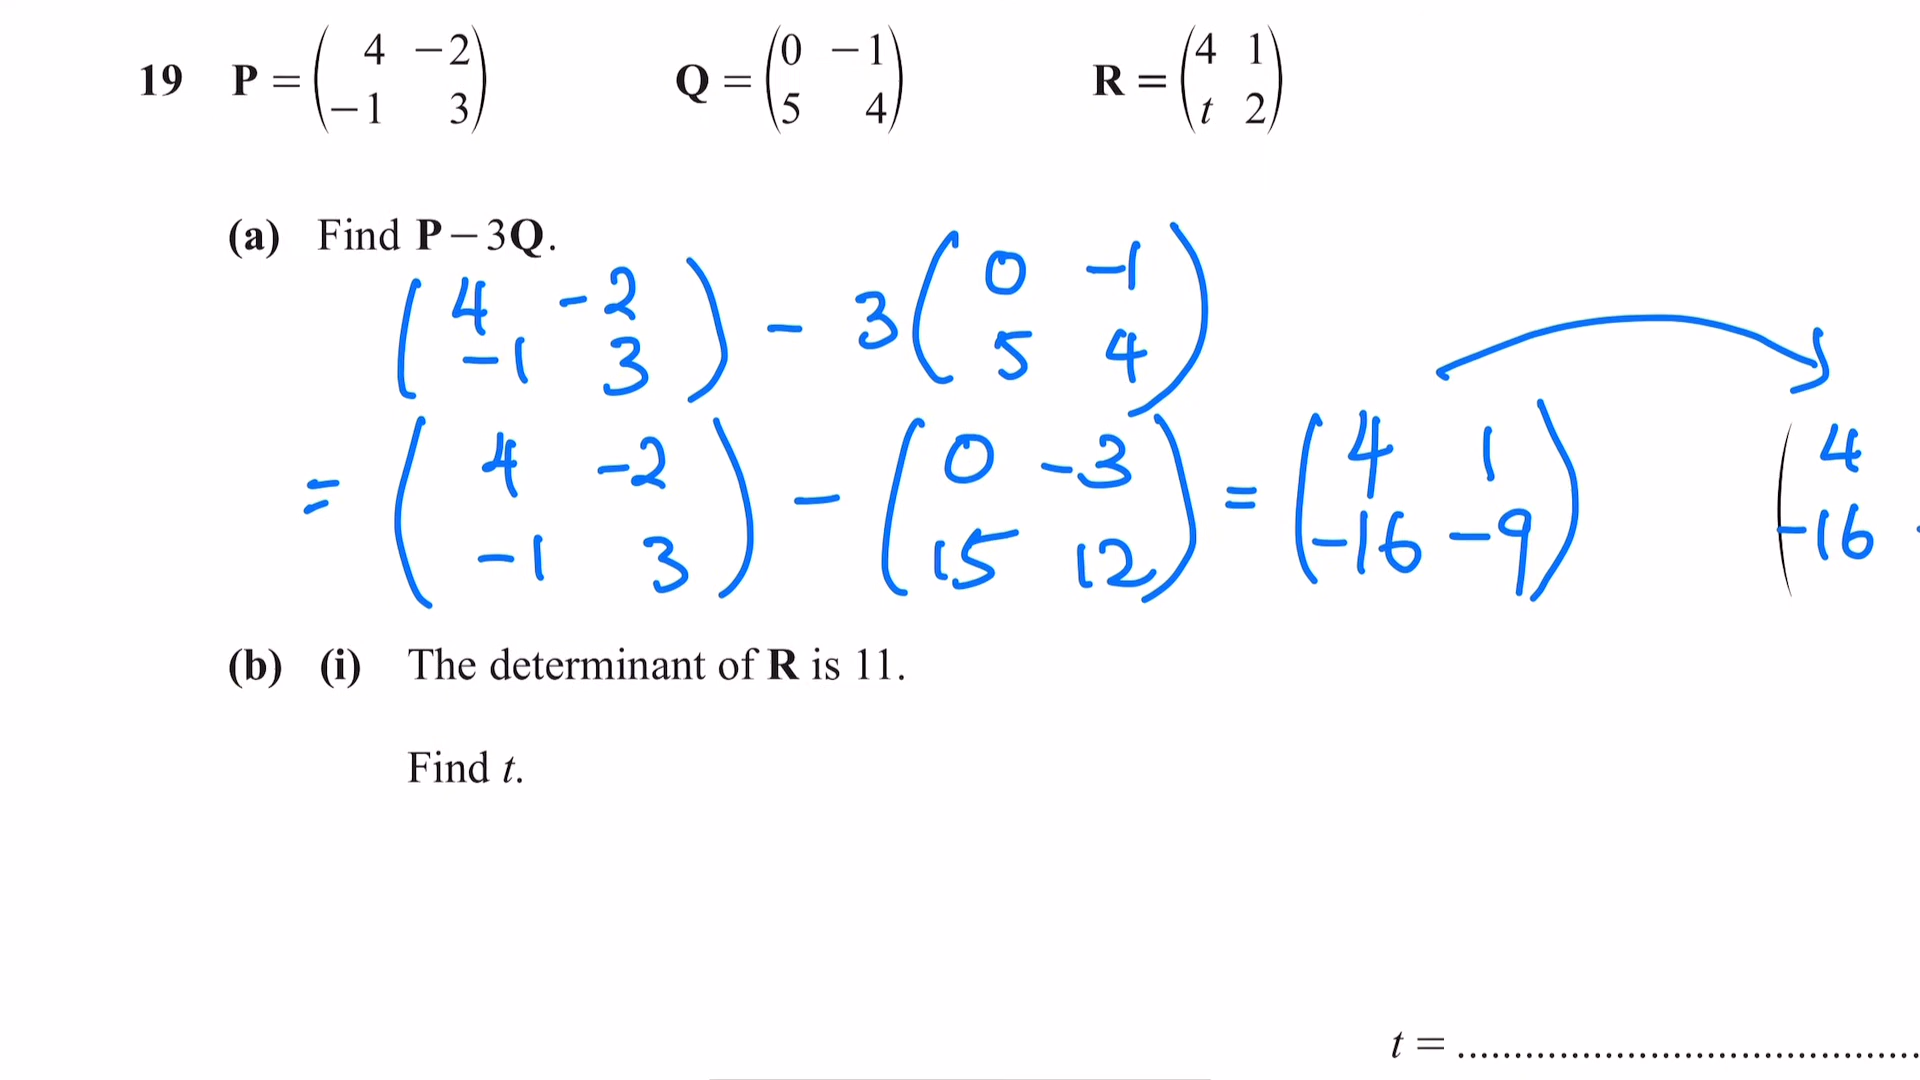 19 P = ( 4 −2 −1 3 ) Q = ( 0 −1 5 4 ) R = ( 4 1 t 2 )
(a) Find P − 3Q.
( 4 -2 -1 3 ) - 3 ( 0 -1 5 4 )
= ( 4 -2 -1 3 ) - ( 0 -3 15 12 ) = ( 4 1 -16 -9 ) ( 4 -16
(b) (i) The determinant of R is 11.
Find t.
t = ........................................